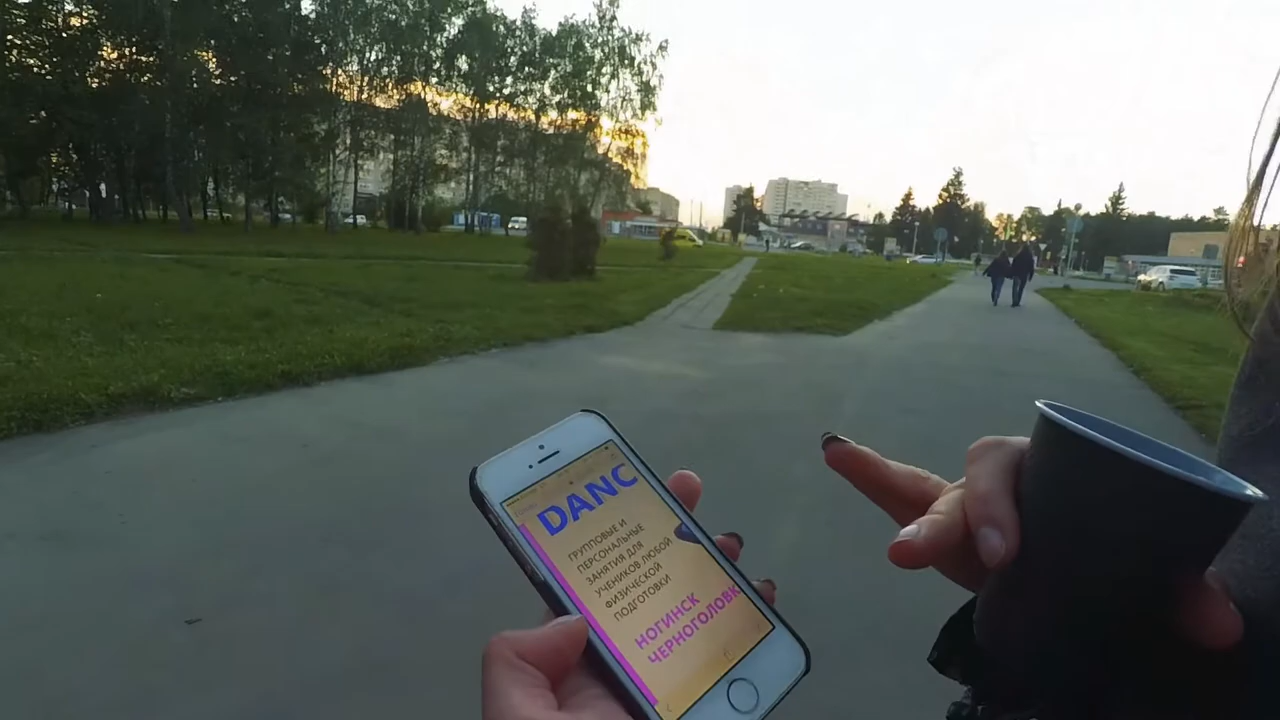 DANC
ГРУППОВЫЕ И
ПЕРСОНАЛЬНЫЕ
ЗАНЯТИЯ ДЛЯ
УЧЕНИКОВ ЛЮБОЙ
ФИЗИЧЕСКОЙ
ПОДГОТОВКИ
НОГИНСК
ЧЕРНОГОЛОВК